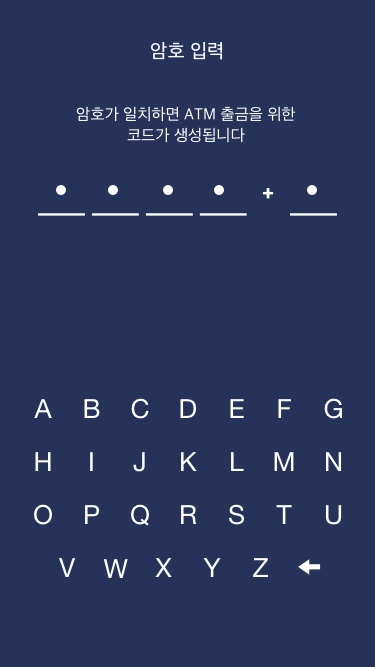 암호 입력
암호가 일치하면 ATM 출금을 위한
코드가 생성됩니다
• • • • + •
A B C D E F G
H I J K L M N
O P Q R S T U
V W X Y Z ←